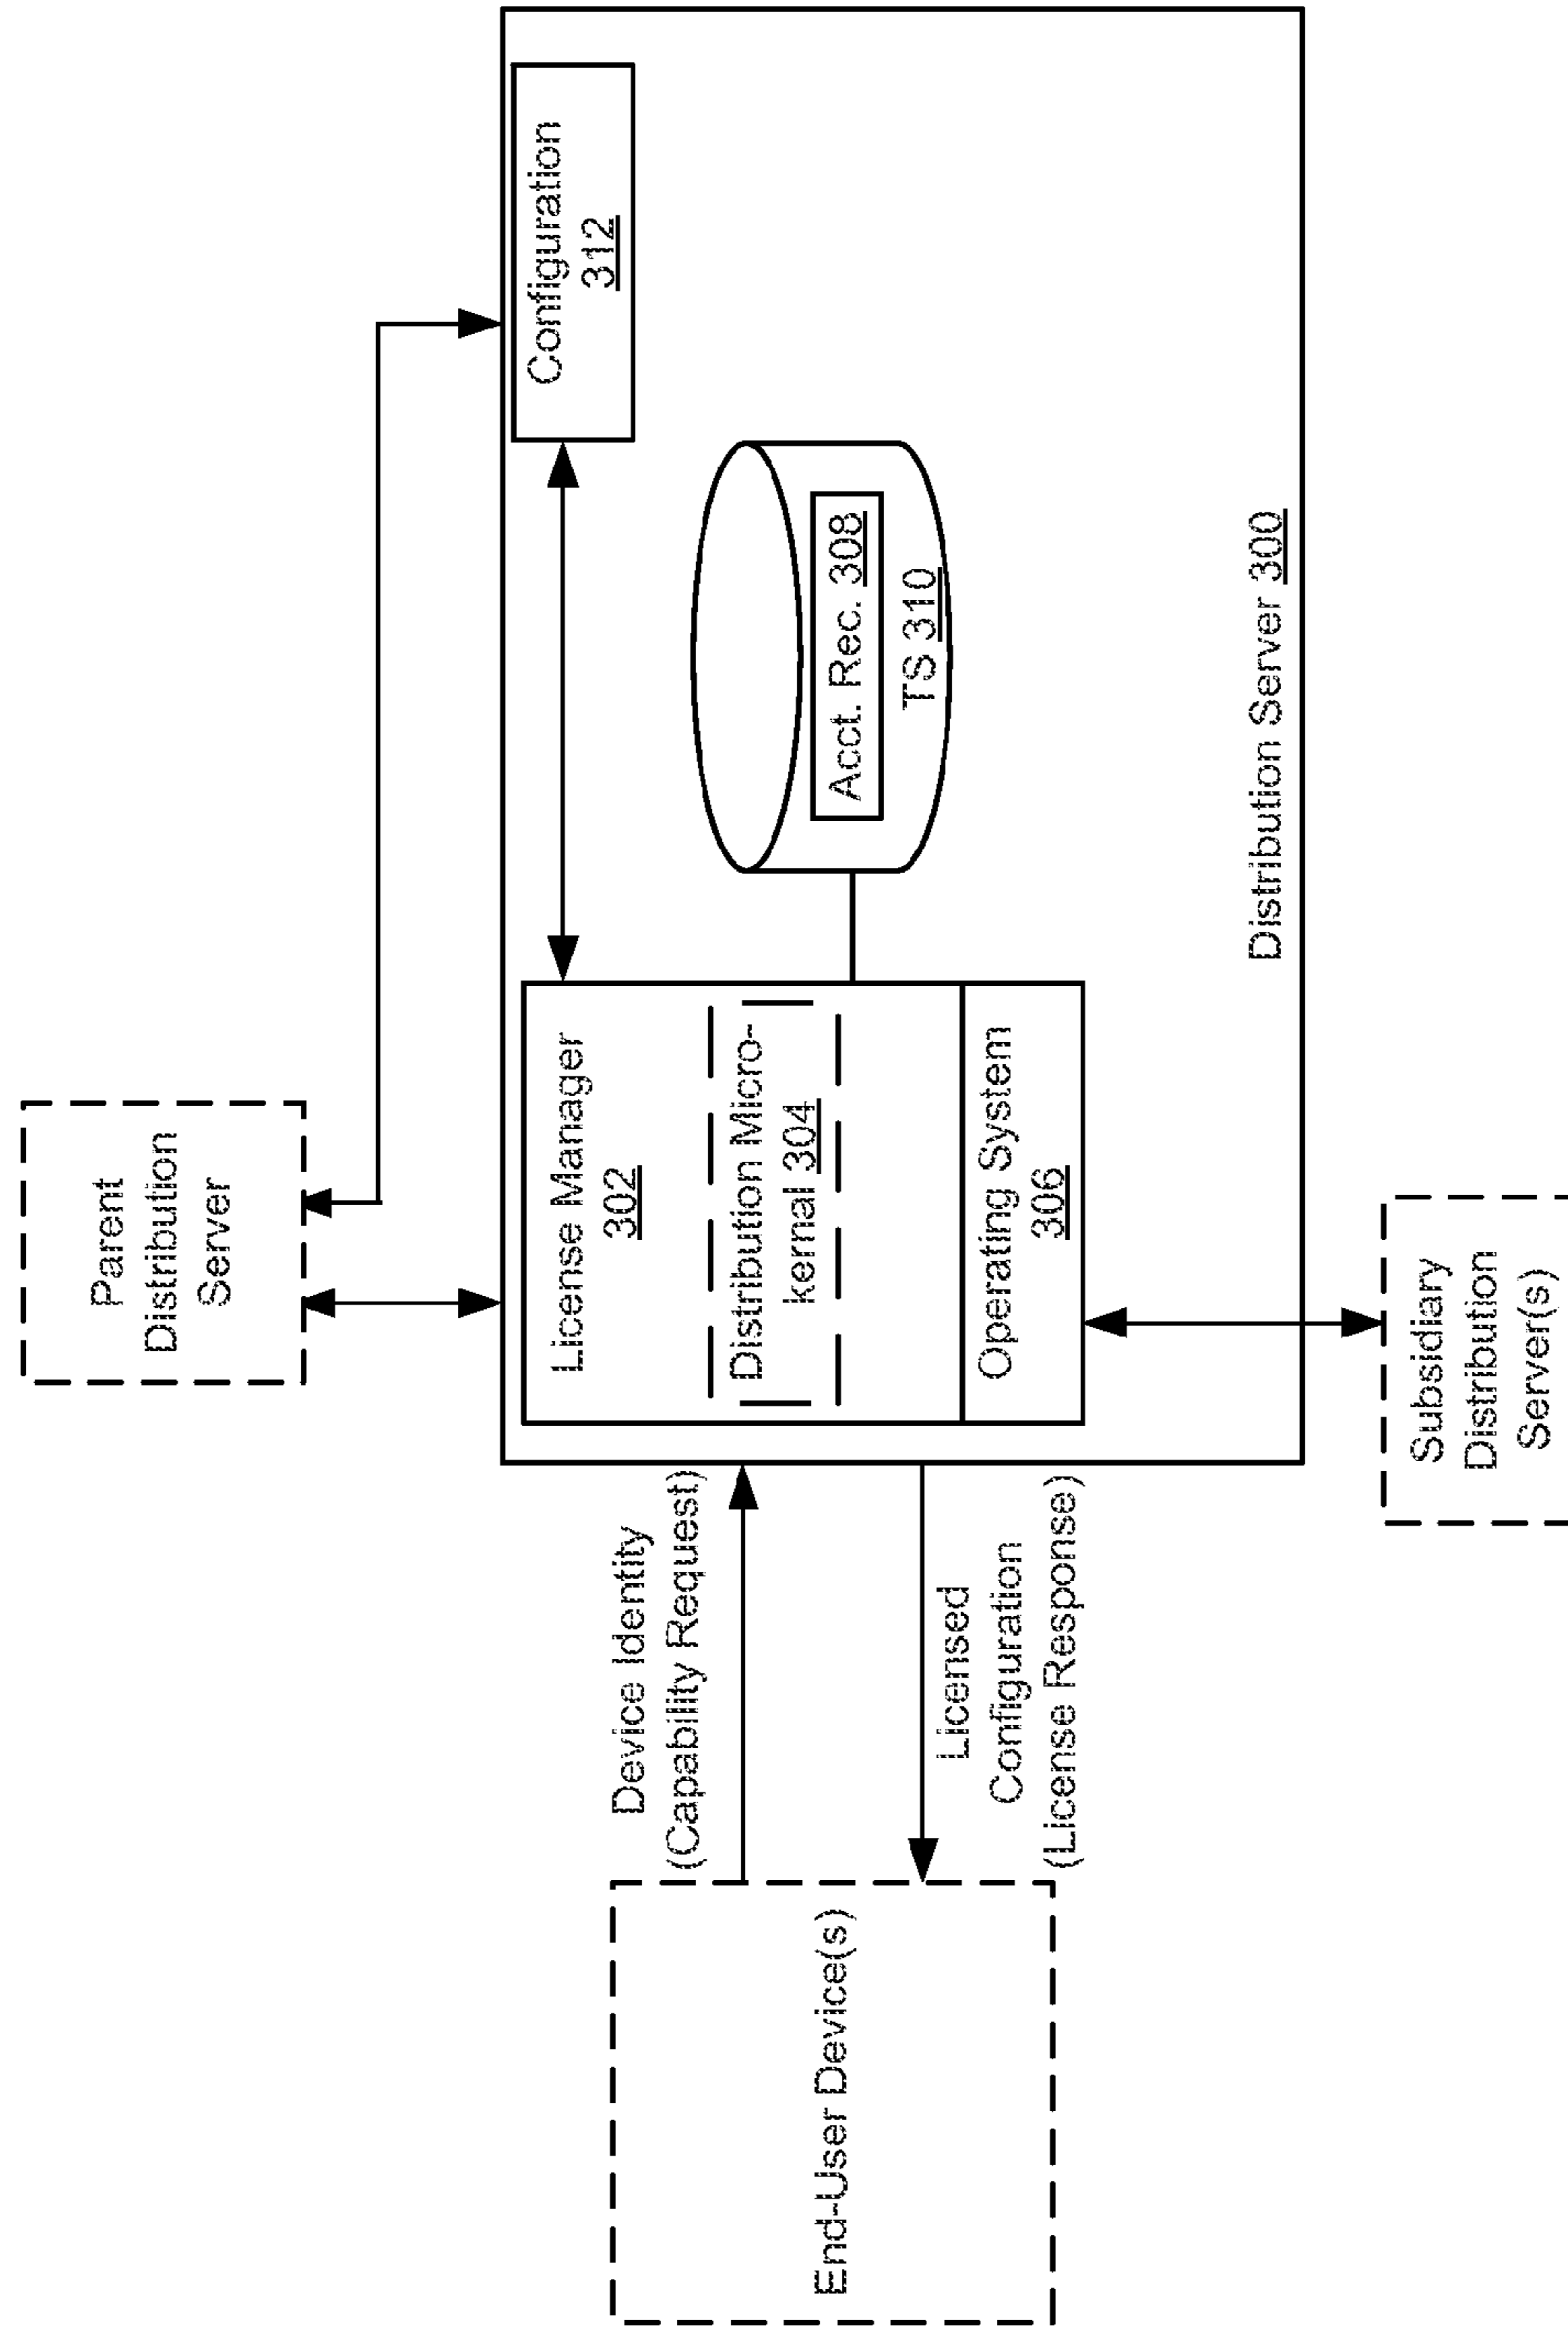 Parent
Distribution
Server
Configuration
312
License Manager
302
Distribution Micro-
kernal 304
Operating System
306
Acct. Rec. 308
TS 310
Distribution Server 300
Device Identity
(Capability Request)
Licensed
Configuration
(License Response)
End-User Device(s)
Subsidiary
Distribution
Server(s)